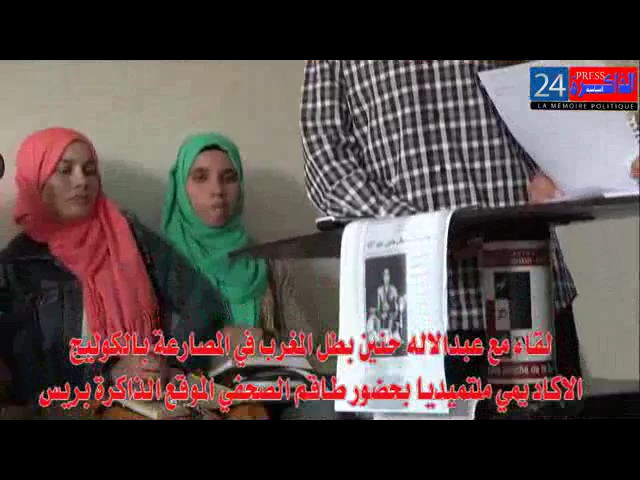 24 PRESS الذاكرة
LA MÉMOIRE POLITIQUE
لقاء مع عبدالاله حنين بطل المغرب في المصارعة بالكوليج
الاكاديمي ملتميديا بحضور طاقم الصحفي الموقع الذاكرة بريس